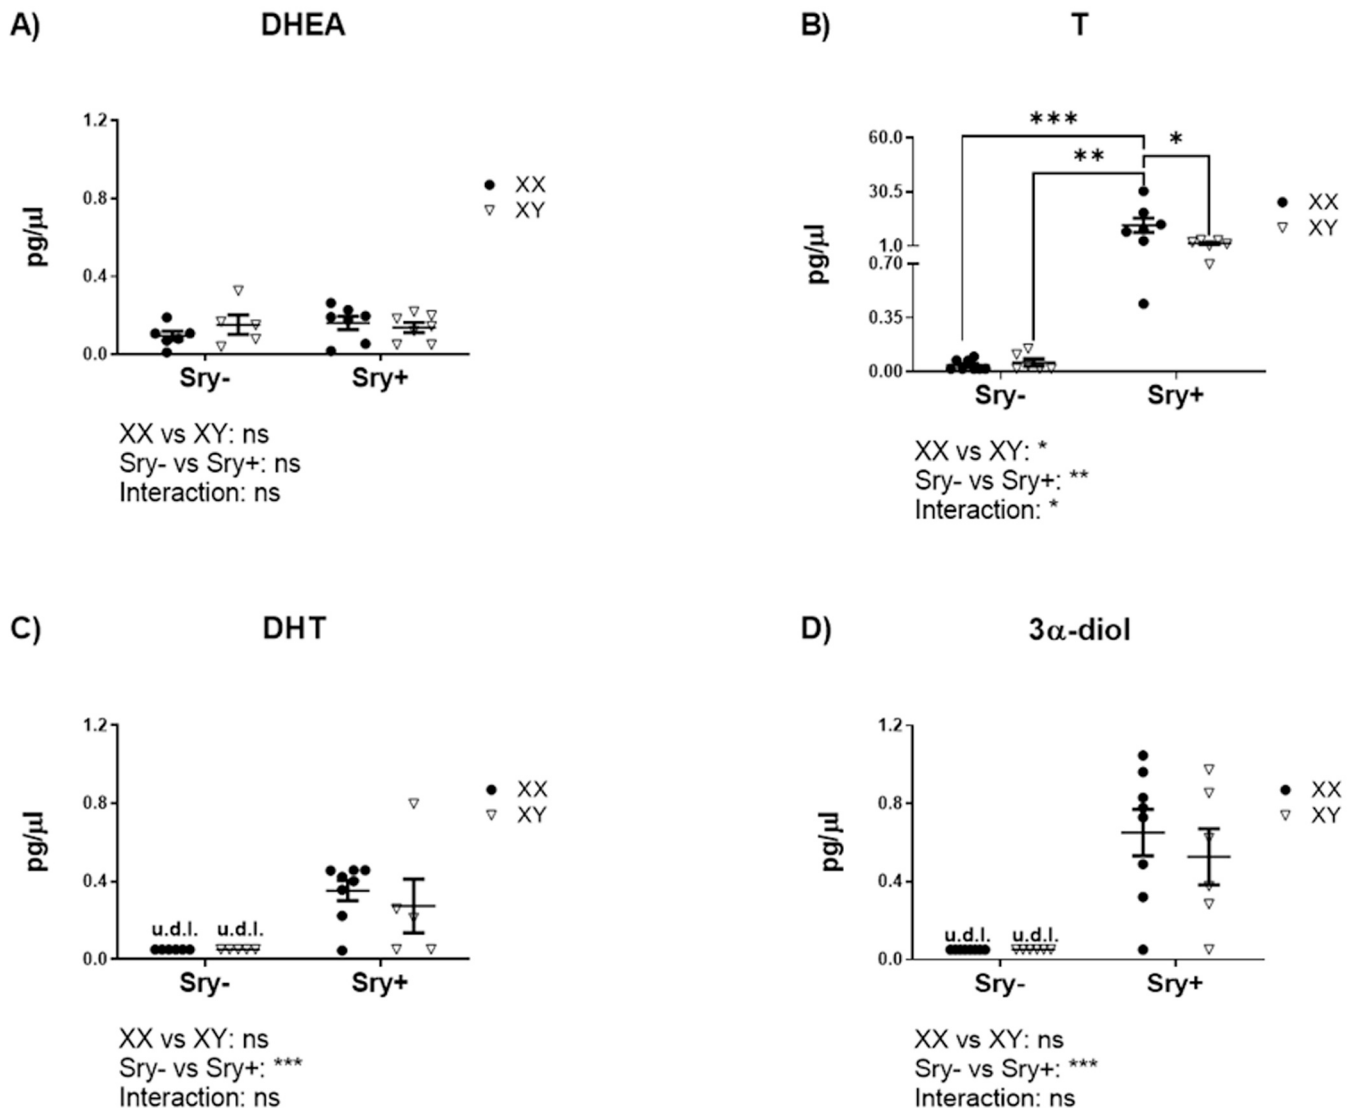 A) DHEA
1.2
0.8
0.4
0.0
pg/µl
Sry- Sry+
XX
XY
XX vs XY: ns
Sry- vs Sry+: ns
Interaction: ns
B) T
60.0
30.5
1.0
0.70
0.35
0.00
pg/µl
***
**
*
Sry- Sry+
XX
XY
XX vs XY: *
Sry- vs Sry+: **
Interaction: *
C) DHT
1.2
0.8
0.4
0.0
pg/µl
u.d.l. u.d.l.
Sry- Sry+
XX
XY
XX vs XY: ns
Sry- vs Sry+: ***
Interaction: ns
D) 3α-diol
1.2
0.8
0.4
0.0
pg/µl
u.d.l. u.d.l.
Sry- Sry+
XX
XY
XX vs XY: ns
Sry- vs Sry+: ***
Interaction: ns